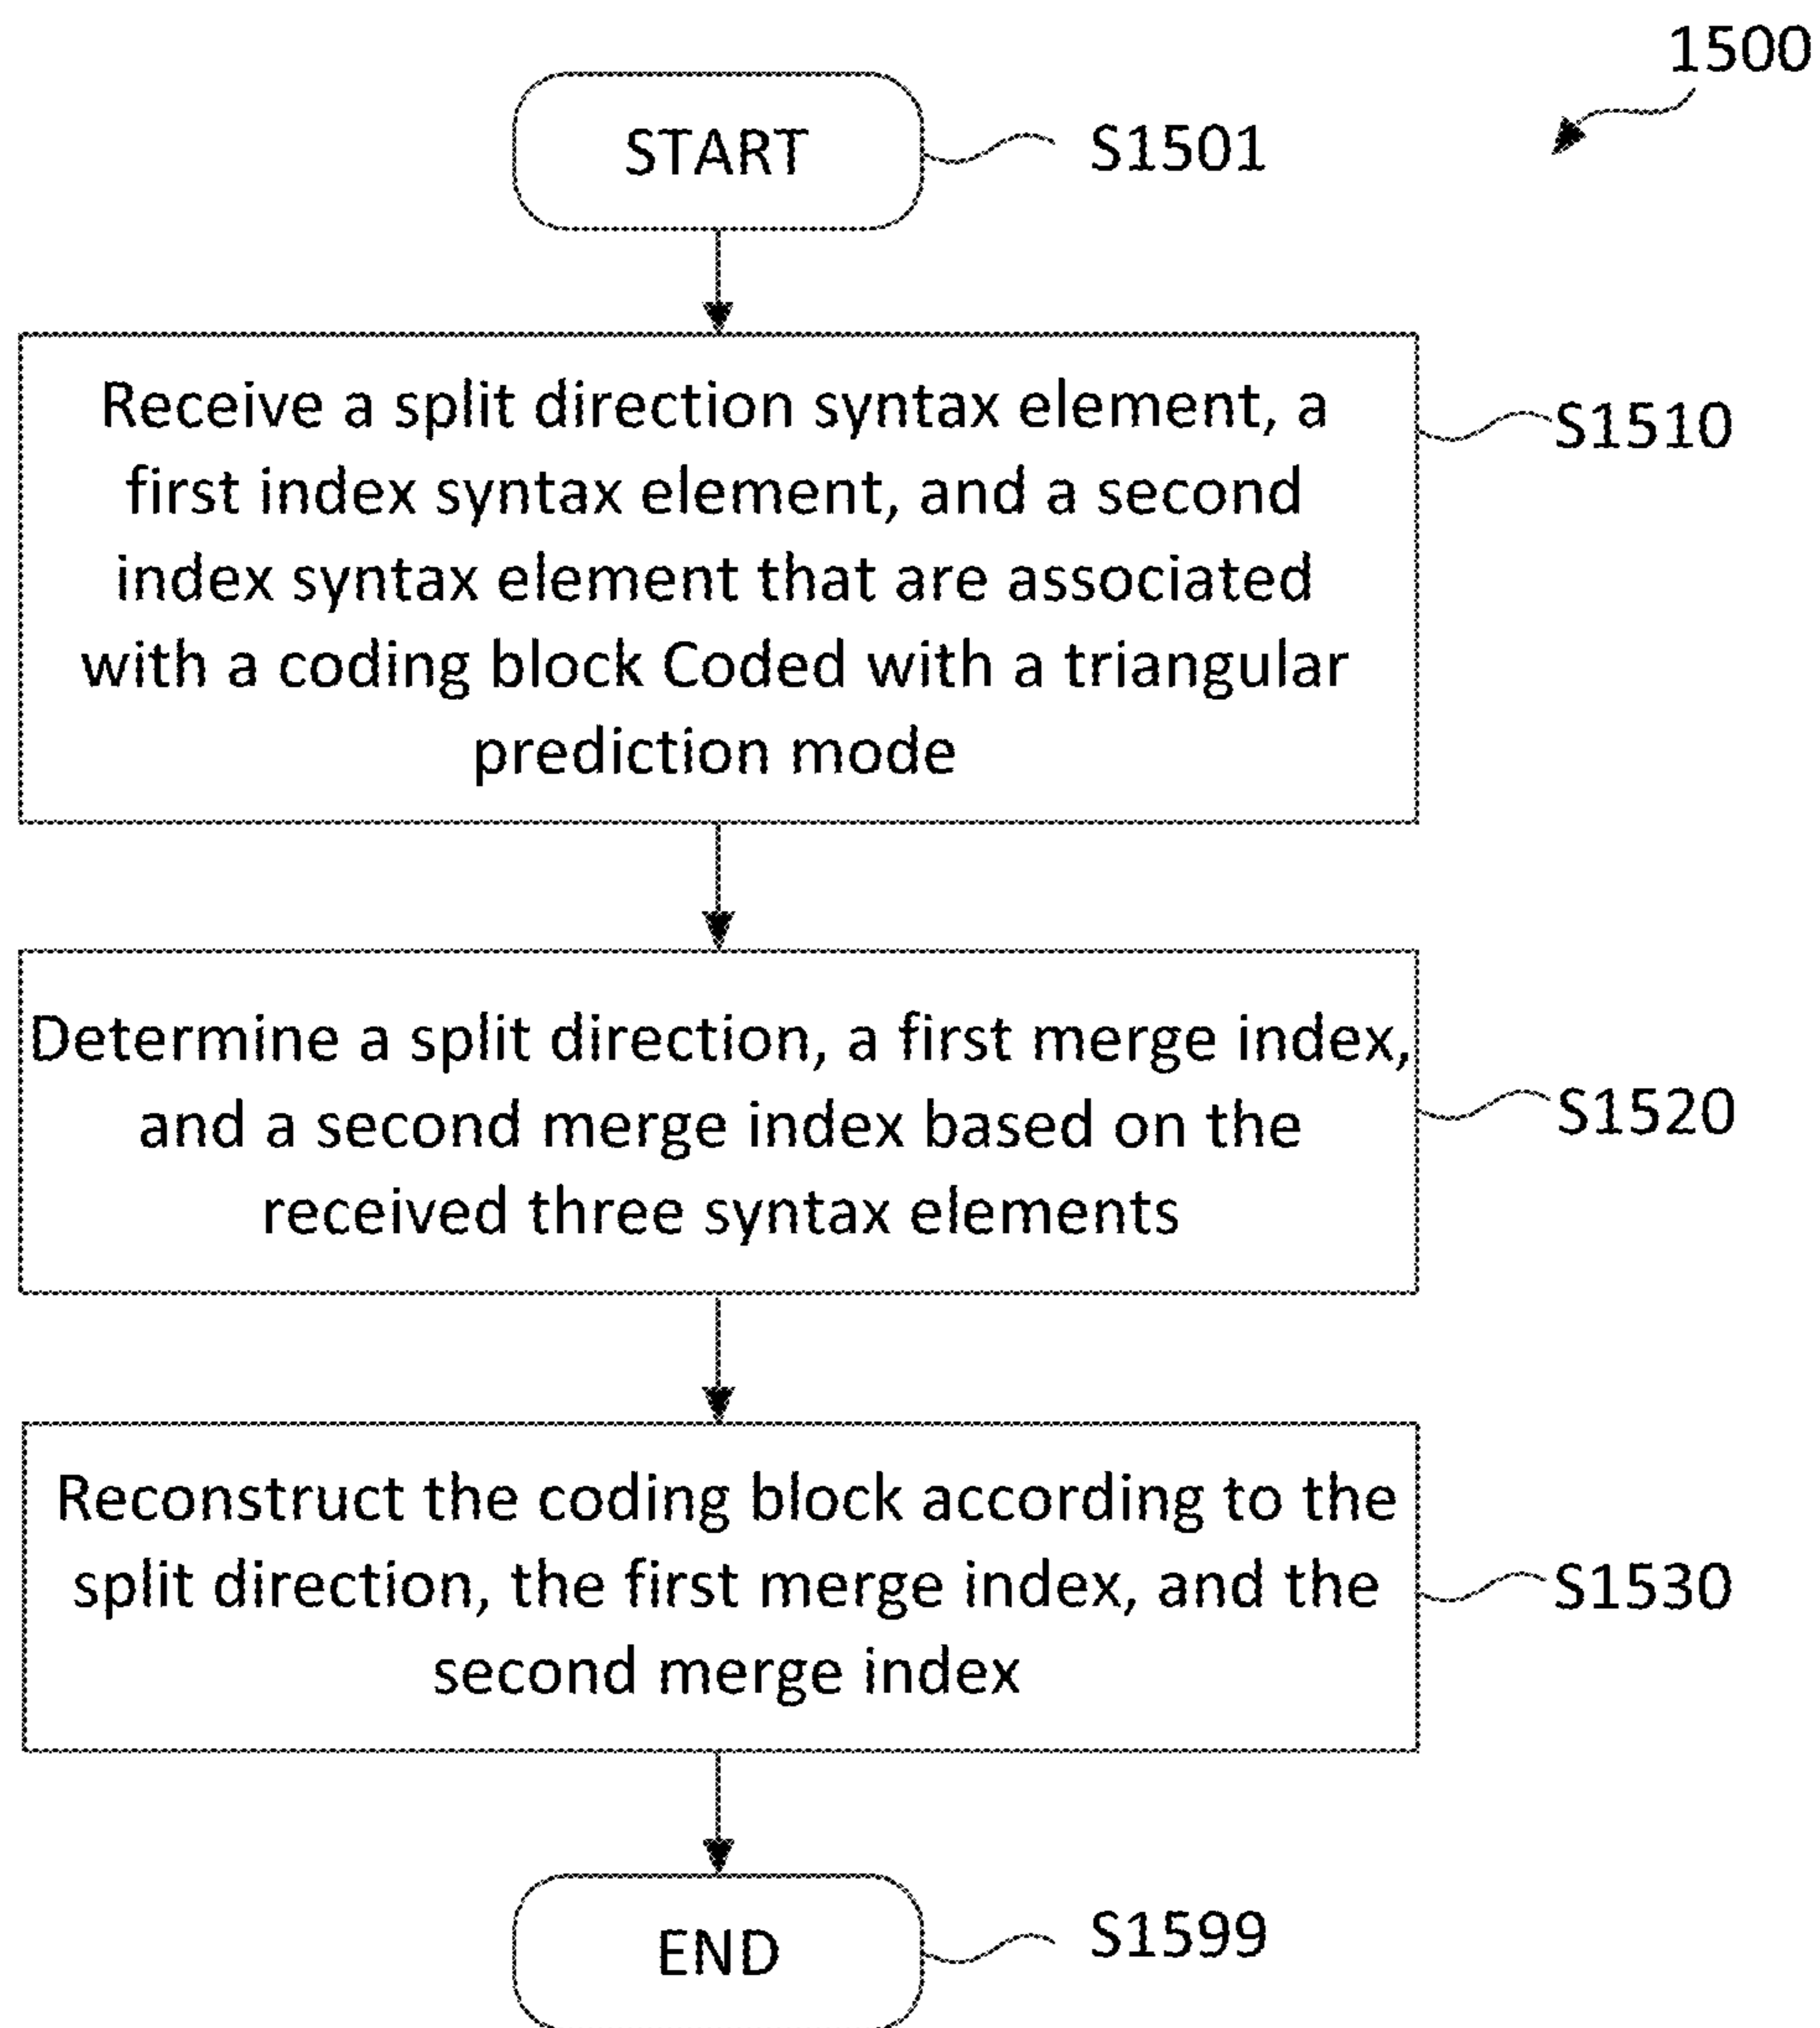 1500
START
S1501
Receive a split direction syntax element, a
first index syntax element, and a second
index syntax element that are associated
with a coding block Coded with a triangular
prediction mode
S1510
Determine a split direction, a first merge index,
and a second merge index based on the
received three syntax elements
S1520
Reconstruct the coding block according to the
split direction, the first merge index, and the
second merge index
S1530
END
S1599